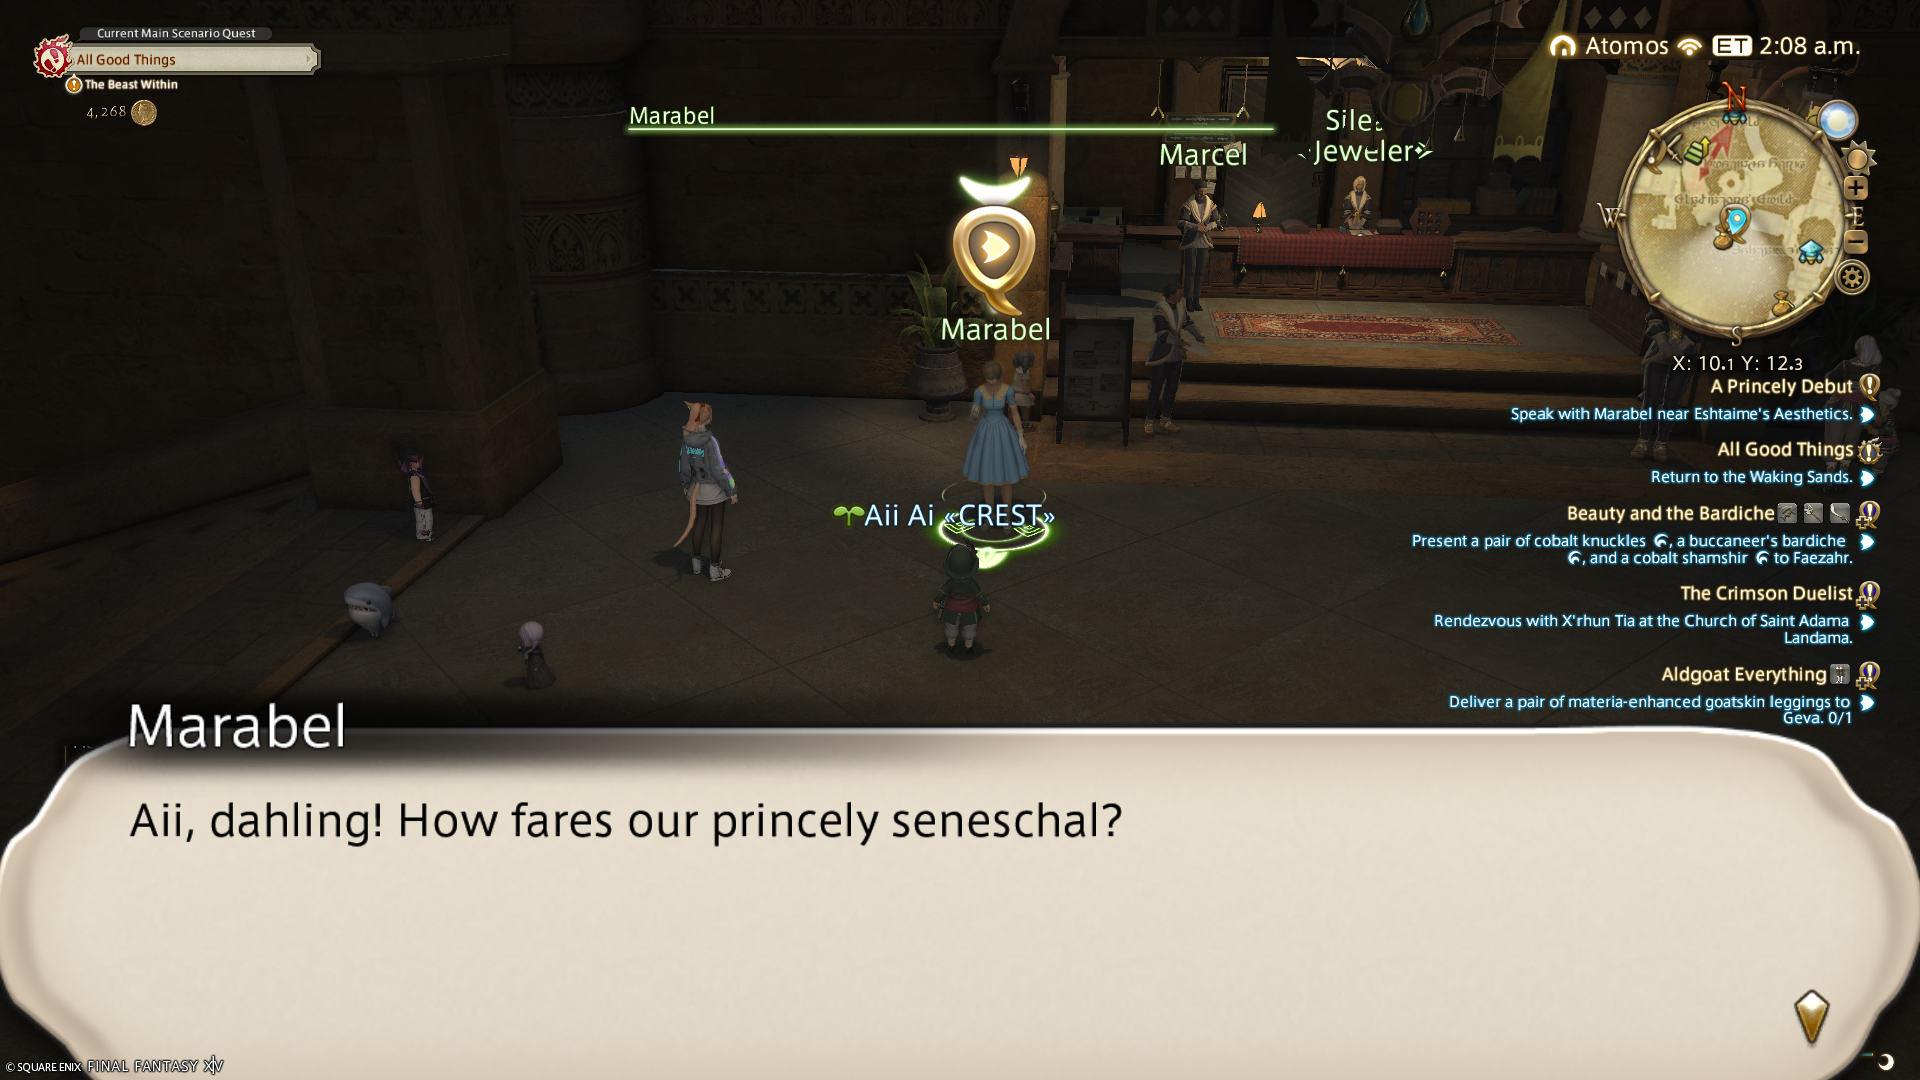 Current Main Scenario Quest
All Good Things
The Beast Within
4,268
Atomos ET 2:08 a.m.
N
W
E
S
X: 10.1 Y: 12.3
Marabel
Marcel
Jeweler
Marabel
Aii Ai «CREST»
A Princely Debut
Speak with Marabel near Eshtaime's Aesthetics.
All Good Things
Return to the Waking Sands.
Beauty and the Bardiche
Present a pair of cobalt knuckles, a buccaneer's bardiche
, and a cobalt shamshir to Faezahr.
The Crimson Duelist
Rendezvous with X'rhun Tia at the Church of Saint Adama
Landama.
Aldgoat Everything
Deliver a pair of materia-enhanced goatskin leggings to
Geva. 0/1
Marabel
Aii, dahling! How fares our princely seneschal?
© SQUARE ENIX FINAL FANTASY XIV